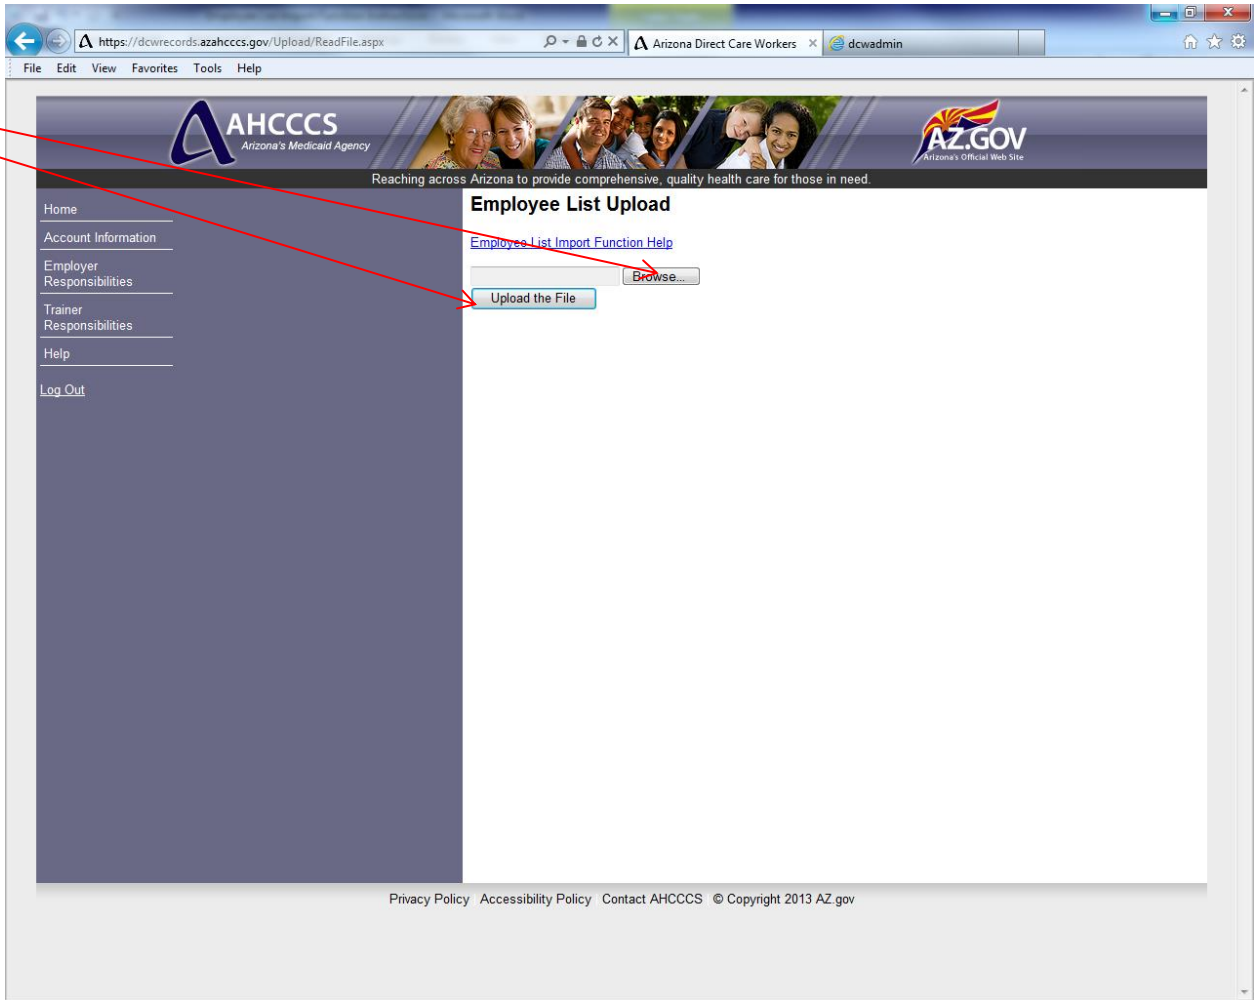 https://dcwrecords.azahcccs.gov/Upload/ReadFile.aspx
Arizona Direct Care Workers
dcwadmin
File Edit View Favorites Tools Help
AHCCCS
Arizona's Medicaid Agency
AZ.GOV
Arizona's Official Web Site
Reaching across Arizona to provide comprehensive, quality health care for those in need.
Home
Account Information
Employer
Responsibilities
Trainer
Responsibilities
Help
Log Out
Employee List Upload
Employee List Import Function Help
Browse...
Upload the File
Privacy Policy Accessibility Policy Contact AHCCCS © Copyright 2013 AZ.gov